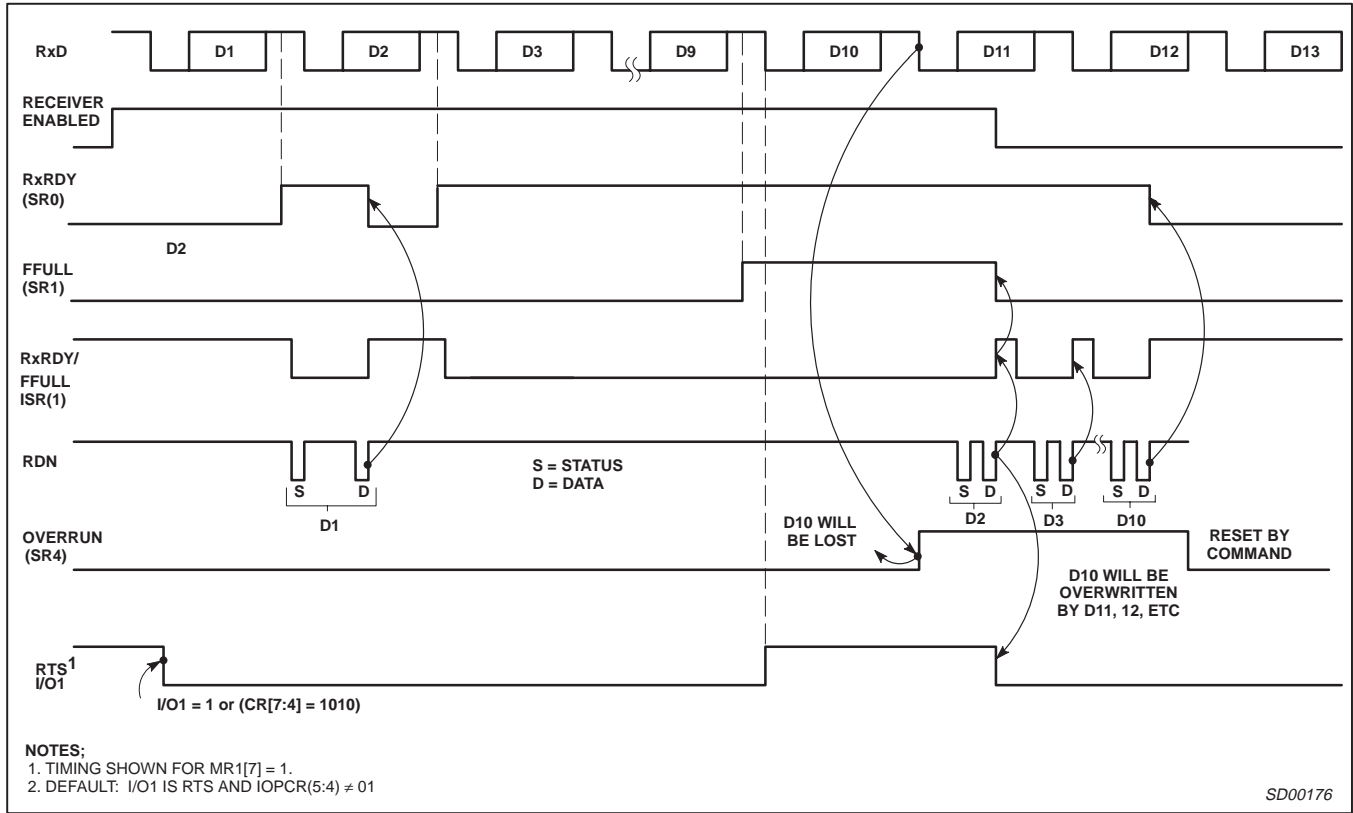 RxD
D1
D2
D3
D9
D10
D11
D12
D13
RECEIVER
ENABLED
RxRDY
(SR0)
D2
FFULL
(SR1)
RxRDY/
FFULL
ISR(1)
RDN
S
D
D1
S = STATUS
D = DATA
S
D
D2
S
D
D3
S
D
D10
OVERRUN
(SR4)
D10 WILL
BE LOST
RESET BY
COMMAND
D10 WILL BE
OVERWRITTEN
BY D11, 12, ETC
RTS1
I/O1
I/O1 = 1 or (CR[7:4] = 1010)
NOTES;
1. TIMING SHOWN FOR MR1[7] = 1.
2. DEFAULT: I/O1 IS RTS AND IOPCR(5:4) ≠ 01
SD00176